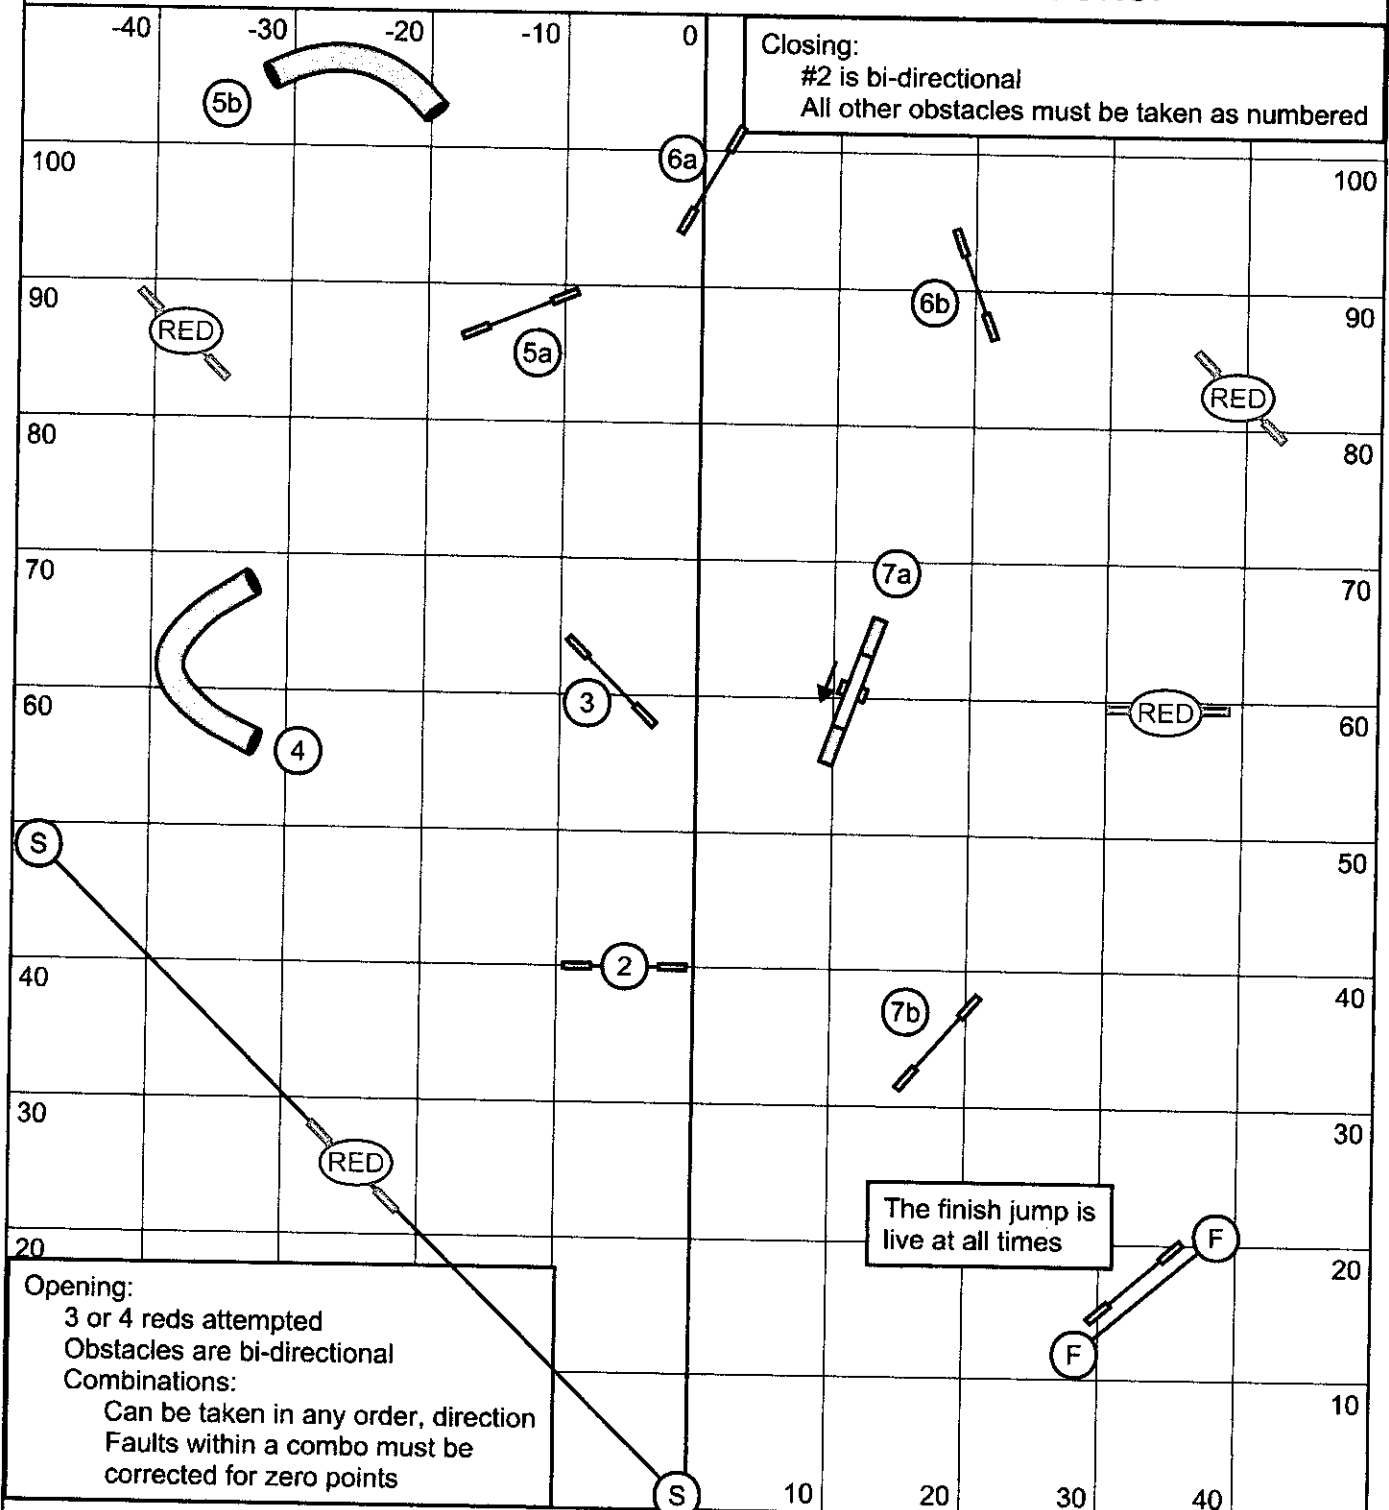 -40 -30 -20 -10 0
Closing:
#2 is bi-directional
All other obstacles must be taken as numbered
5b
6a
100 100
6b
90 90
RED
5a
RED
80 80
70 70
7a
3
60 60
RED
4
S
50
2
40 40
7b
30 30
RED
The finish jump is
live at all times
F
20 20
Opening:
3 or 4 reds attempted
Obstacles are bi-directional
Combinations:
Can be taken in any order, direction
Faults within a combo must be
corrected for zero points
F
10
S
10 20 30 40